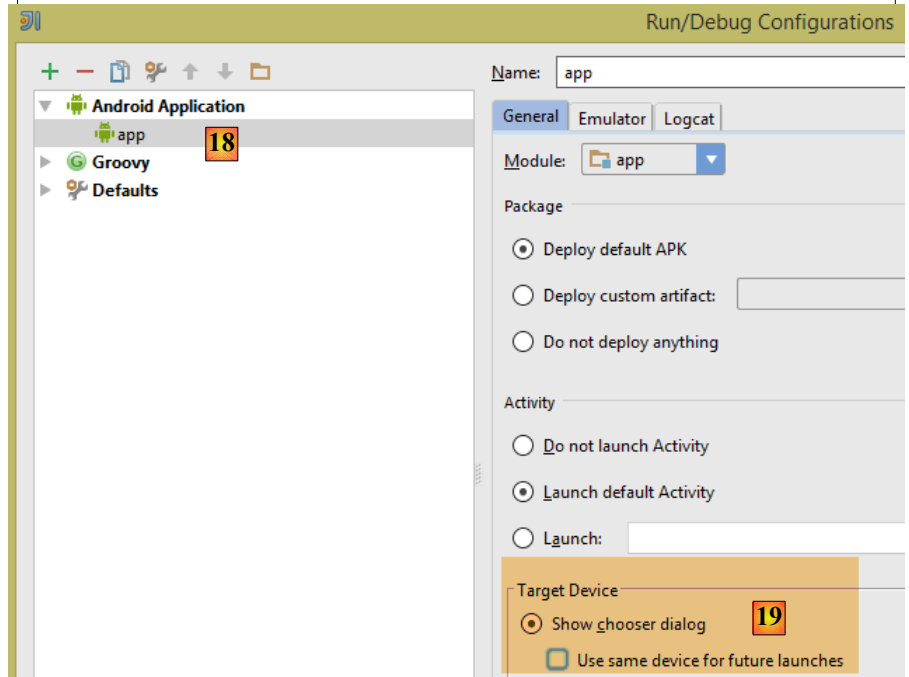 Run/Debug Configurations
Name: app
Android Application
app
18
Groovy
Defaults
General Emulator Logcat
Module: app
Package
Deploy default APK
Deploy custom artifact:
Do not deploy anything
Activity
Do not launch Activity
Launch default Activity
Launch:
Target Device
Show chooser dialog
19
Use same device for future launches